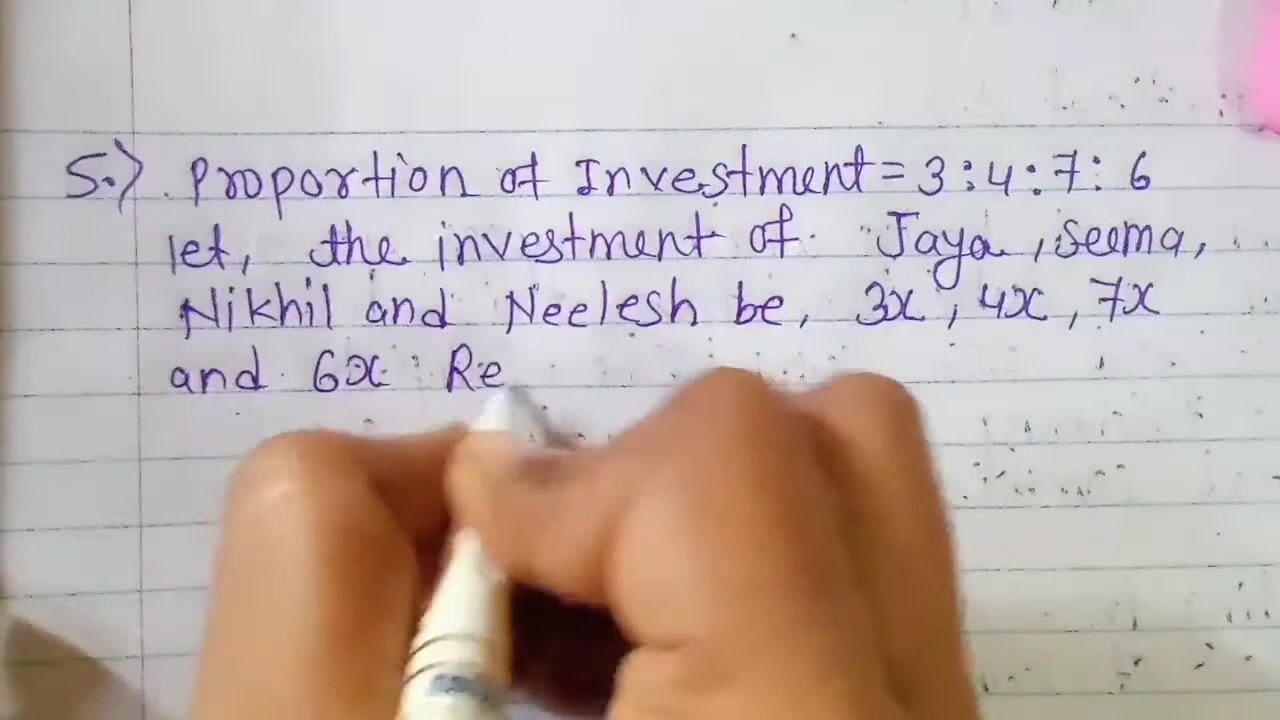 5.) Proportion of Investment = 3:4:7:6
let, the investment of Jaya, Seema,
Nikhil and Neelesh be, 3x, 4x, 7x
and 6x Re